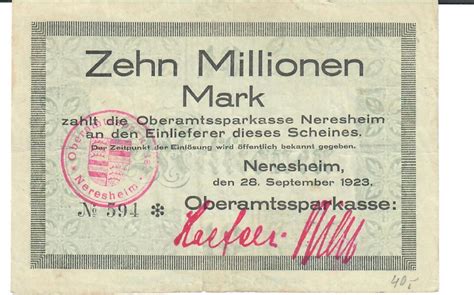 Zehn Millionen
Mark
zahlt die Oberamtssparkasse Neresheim
an den Einlieferer dieses Scheines.
Der Zeitpunkt der Einlösung wird öffentlich bekannt gegeben.
Neresheim,
den 28. September 1923.
Oberamtssparkasse:
Neresheim
№ 594 *
40.-